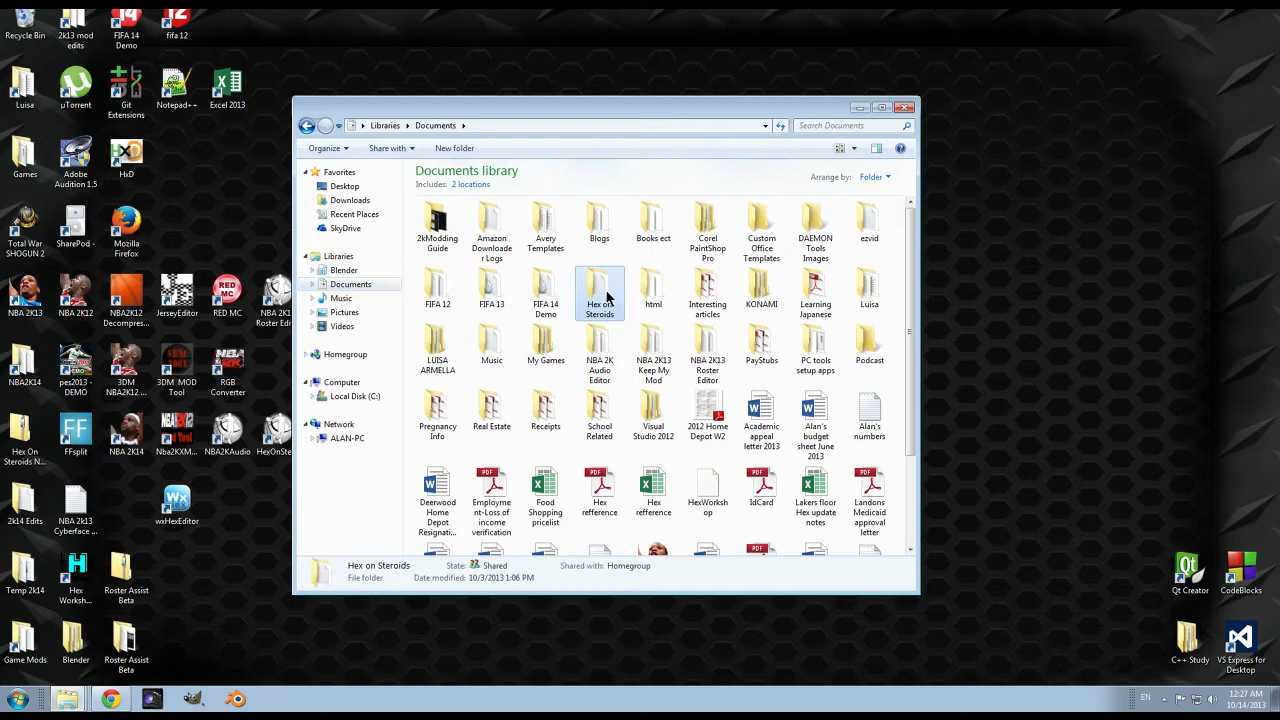 Recycle Bin
2k13 mod
edits
FIFA 14
Demo
fifa 12
Luisa
µTorrent
Git
Extensions
Notepad++
Excel 2013
Games
Adobe
Audition 1.5
HxD
Total War
SHOGUN 2
SharePod -
Mozilla
Firefox
NBA 2K13
NBA2K12
NBA2K12
Decompres...
JerseyEditor
RED MC
RED MC
NBA 2K1
Roster Edit
NBA2K14
pes2013 -
DEMO
3DM
NBA2K12 ...
3DM MOD
Tool
RGB
Converter
Hex On
Steroids N...
FF
FFsplit
NBA 2K14
Nba2KXM...
NBA2KAudio
HexOnSte
2k14 Edits
NBA 2K13
Cyberface ...
wxHexEditor
Temp 2k14
Hex
Worksh...
Roster Assist
Beta
Game Mods
Blender
Roster Assist
Beta
Libraries
Documents
Search Documents
Organize
Share with
New folder
Favorites
Desktop
Downloads
Recent Places
SkyDrive
Libraries
Blender
Documents
Music
Pictures
Videos
Homegroup
Computer
Local Disk (C:)
Network
ALAN-PC
Documents library
Includes: 2 locations
Arrange by: Folder
2kModding
Guide
Amazon
Downloade
r Logs
Avery
Templates
Blogs
Books ect
Corel
PaintShop
Pro
Custom
Office
Templates
DAEMON
Tools
Images
ezvid
FIFA 12
FIFA 13
FIFA 14
Demo
Hex on
Steroids
html
Interesting
articles
KONAMI
Learning
Japanese
Luisa
LUISA
ARMELLA
Music
My Games
NBA 2K
Audio
Editor
NBA 2K13
Keep My
Mod
NBA 2K13
Roster
Editor
PayStubs
PC tools
setup apps
Podcast
Pregnancy
Info
Real Estate
Receipts
School
Related
Visual
Studio 2012
2012 Home
Depot W2
Academic
appeal
letter 2013
Alan's
budget
sheet June
2013
Alan's
numbers
Deerwood
Home
Depot
Resignati...
Employme
nt-Loss of
income
verification
Food
Shopping
pricelist
Hex
refference
Hex
refference
HexWorksh
op
IdCard
Lakers floor
Hex update
notes
Landons
Medicaid
approval
letter
Hex on Steroids
File folder
State: Shared
Date modified: 10/3/2013 1:06 PM
Shared with: Homegroup
Qt Creator
CodeBlocks
C++ Study
VS Express for
Desktop
EN
12:27 AM
10/14/2013